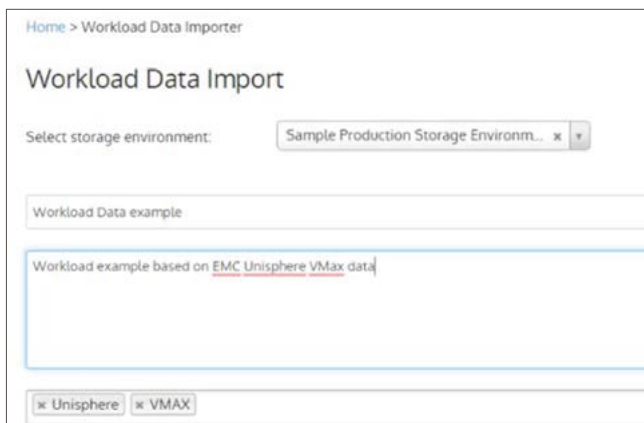 Home > Workload Data Importer
Workload Data Import
Select storage environment: Sample Production Storage Environm... × ▾
Workload Data example
Workload example based on EMC Unisphere VMax data
× Unisphere × VMAX